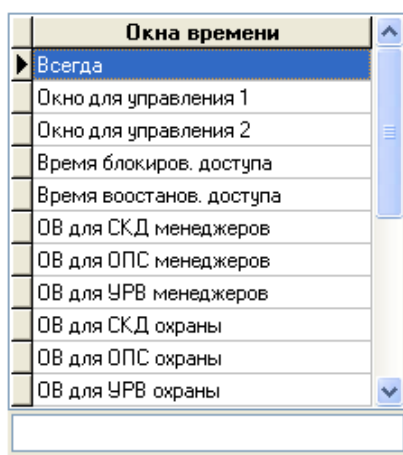 Окна времени
Всегда
Окно для управления 1
Окно для управления 2
Время блокиров. доступа
Время воостанов. доступа
ОВ для СКД менеджеров
ОВ для ОПС менеджеров
ОВ для УРВ менеджеров
ОВ для СКД охраны
ОВ для ОПС охраны
ОВ для УРВ охраны